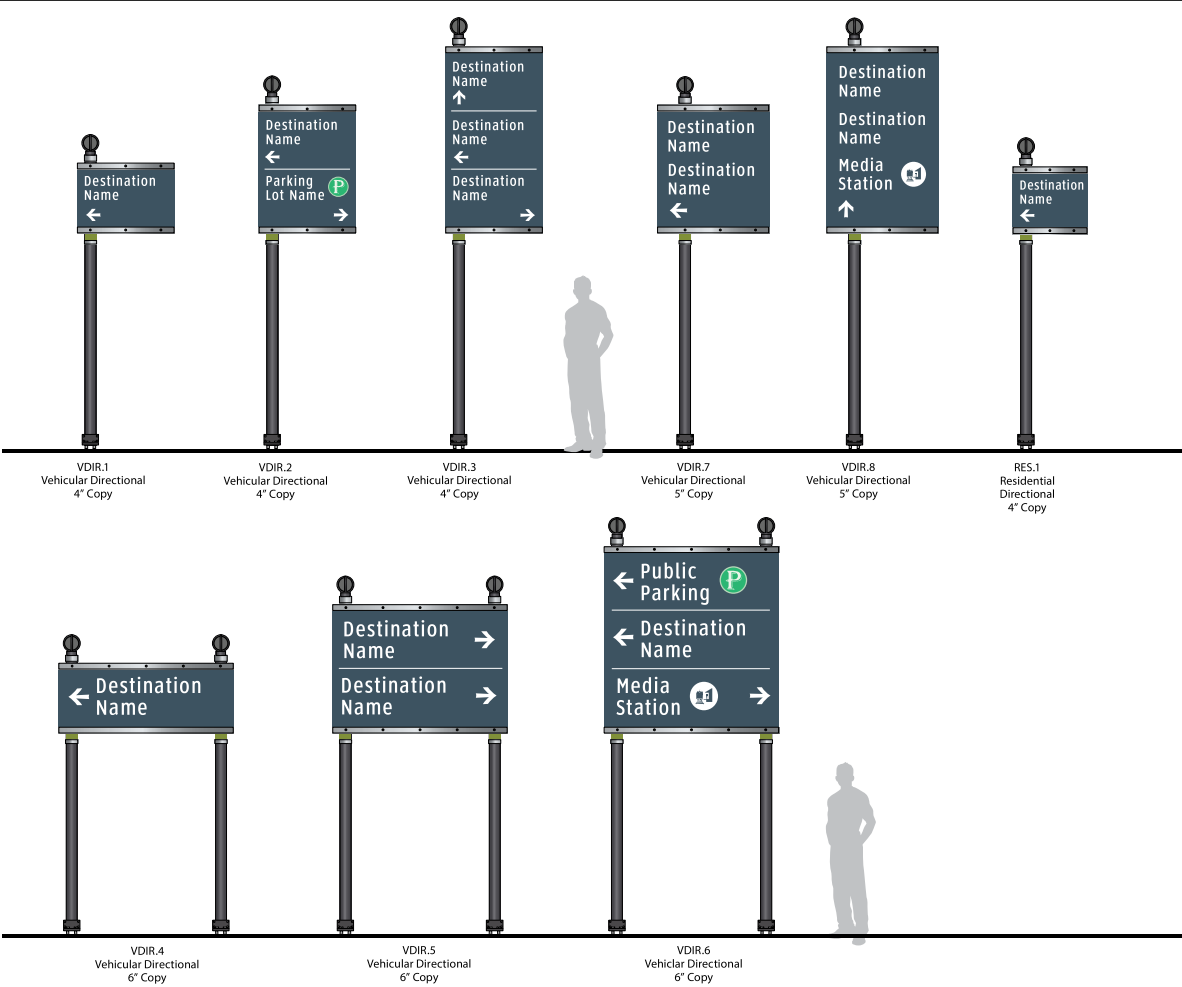 Destination
Name
←
Destination
Name
←
Parking
Lot Name P
→
Destination
Name
↑
Destination
Name
←
Destination
Name
→
Destination
Name
Destination
Name
←
Destination
Name
Destination
Name
Media
Station
↑
Destination
Name
←
VDIR.1
Vehicular Directional
4” Copy
VDIR.2
Vehicular Directional
4” Copy
VDIR.3
Vehicular Directional
4” Copy
VDIR.7
Vehicular Directional
5” Copy
VDIR.8
Vehicular Directional
5” Copy
RES.1
Residential
Directional
4” Copy
← Destination
Name
Destination →
Name
Destination →
Name
← Public P
Parking
← Destination
Name
Media →
Station
VDIR.4
Vehicular Directional
6” Copy
VDIR.5
Vehicular Directional
6” Copy
VDIR.6
Vehiclar Directional
6” Copy